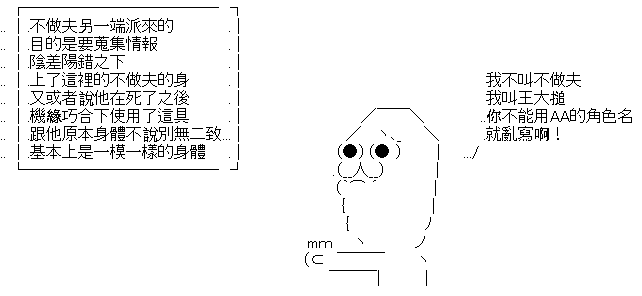 不做夫另一端派來的
目的是要蒐集情報
陰差陽錯之下
上了這裡的不做夫的身
又或者說他在死了之後
機緣巧合下使用了這具
跟他原本身體不說別無二致...
基本上是一模一樣的身體
我不叫不做夫
我叫王大搥
你不能用AA的角色名
就亂寫啊！